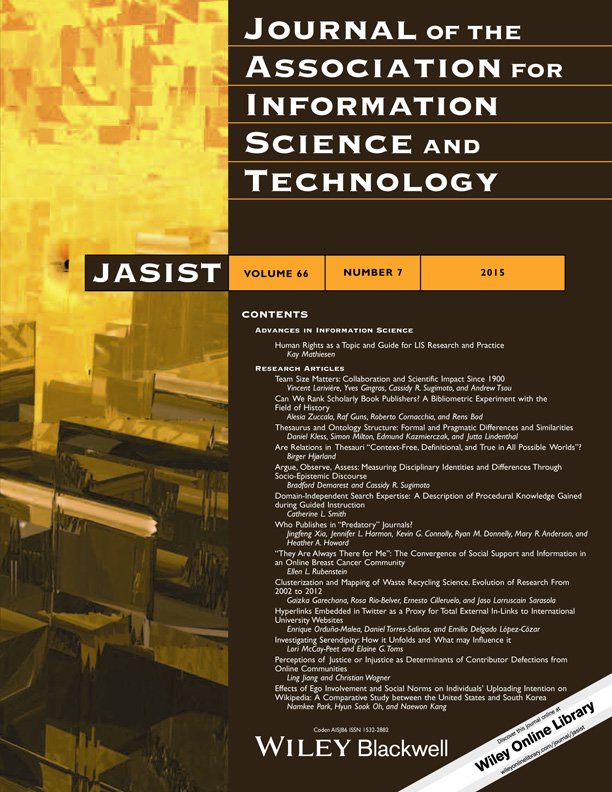 JOURNAL OF THE
ASSOCIATION FOR
INFORMATION
SCIENCE AND
TECHNOLOGY
JASIST
VOLUME 66
NUMBER 7
2015
CONTENTS
ADVANCES IN INFORMATION SCIENCE
Human Rights as a Topic and Guide for LIS Research and Practice
Kay Mathiesen
RESEARCH ARTICLES
Team Size Matters: Collaboration and Scientific Impact Since 1900
Vincent Larivière, Yves Gingras, Cassidy R. Sugimoto, and Andrew Tsou
Can We Rank Scholarly Book Publishers? A Bibliometric Experiment with the
Field of History
Alesia Zuccala, Raf Guns, Roberto Cornacchia, and Rens Bod
Thesaurus and Ontology Structure: Formal and Pragmatic Differences and Similarities
Daniel Kless, Simon Milton, Edmund Kazmierczak, and Jutta Lindenthal
Are Relations in Thesauri “Context-Free, Definitional, and True in All Possible Worlds”?
Birger Hjørland
Argue, Observe, Assess: Measuring Disciplinary Identities and Differences Through
Socio-Epistemic Discourse
Bradford Demarest and Cassidy R. Sugimoto
Domain-Independent Search Expertise: A Description of Procedural Knowledge Gained
during Guided Instruction
Catherine L. Smith
Who Publishes in “Predatory” Journals?
Jingfeng Xia, Jennifer L. Harmon, Kevin G. Connolly, Ryan M. Donnelly, Mary R. Anderson, and
Heather A. Howard
“They Are Always There for Me”: The Convergence of Social Support and Information in
an Online Breast Cancer Community
Ellen L. Rubenstein
Clusterization and Mapping of Waste Recycling Science. Evolution of Research From
2002 to 2012
Gaizka Garechana, Rosa Rio-Belver, Ernesto Cilleruelo, and Jaso Larruscain Sarasola
Hyperlinks Embedded in Twitter as a Proxy for Total External In-Links to International
University Websites
Enrique Orduña-Malea, Daniel Torres-Salinas, and Emilio Delgado López-Cózar
Investigating Serendipity: How it Unfolds and What may Influence it
Lori McCay-Peet and Elaine G. Toms
Perceptions of Justice or Injustice as Determinants of Contributor Defections from
Online Communities
Ling Jiang and Christian Wagner
Effects of Ego Involvement and Social Norms on Individuals' Uploading Intention on
Wikipedia: A Comparative Study between the United States and South Korea
Namkee Park, Hyun Sook Oh, and Naewon Kang
Coden AISJB6 ISSN 1532-2882
WILEY Blackwell
Discover this journal online at
Wiley Online Library
wileyonlinelibrary.com/journal/jasist